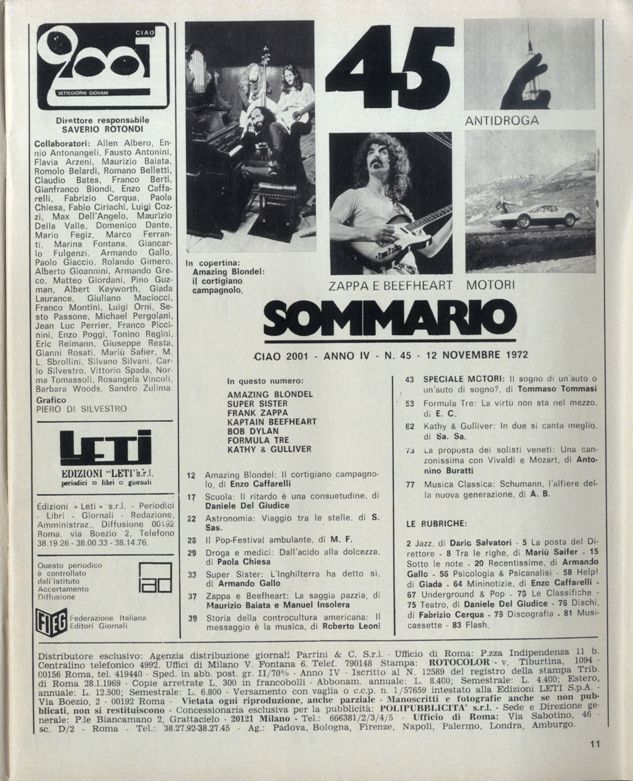 CIAO
2001
SETTEGIORNI GIOVANI
Direttore responsabile
SAVERIO ROTONDI
Collaboratori: Allen Albero, En-
nio Antonangeli, Fausto Antonini,
Flavia Arzeni, Maurizio Baiata,
Romolo Belardi, Romano Belletti,
Claudio Bates, Franco Berti,
Gianfranco Biondi, Enzo Caffa-
relli, Fabrizio Cerqua, Paola
Chiesa, Fabio Ciriachi, Luigi Coz-
zi, Max Dell'Angelo, Maurizio
Della Valle, Domenico Dante,
Mario Fegiz, Marco Ferran-
ti, Marina Fontana, Giancar-
lo Fulgenzi, Armando Gallo,
Paolo Giaccio, Rolando Gimero,
Alberto Gioannini, Armando Gre-
co, Matteo Giordani, Pino Guz-
man, Albert Keyworth, Giada
Laurance, Giuliano Maciocci,
Franco Montini, Luigi Orni, Se-
sto Passone, Michael Pergolani,
Jean Luc Perrier, Franco Picci-
nini, Enzo Poggi, Tonino Regini,
Eric Reimann, Giuseppe Resta,
Gianni Rosati, Mariù Safier, M.
L. Sbrollini, Silvano Silvani, Car-
lo Silvestro, Vittorio Spada, Nor-
ma Tomassoli, Rosangela Vincoli,
Barbara Woods, Sandro Zulima.
Grafico
PIERO DI SILVESTRO
LETI
EDIZIONI "LETI" s.r.l.
periodici o libri o giornali
Edizioni « Leti » s.r.l. - Periodici
- Libri - Giornali - Redazione,
Amministraz., Diffusione 00192
Roma, via Boezio 2, Telefono
38.19.26 - 38.00.33 - 38.14.76.
Questo periodico
è controllato
dall'Istituto
Accertamento
Diffusione
FIEG
Federazione Italiana
Editori Giornali
45
ANTIDROGA
In copertina:
Amazing Blondel:
il cortigiano
campagnolo.
ZAPPA E BEEFHEART
MOTORI
SOMMARIO
CIAO 2001 - ANNO IV - N. 45 - 12 NOVEMBRE 1972
In questo numero:
AMAZING BLONDEL
SUPER SISTER
FRANK ZAPPA
KAPTAIN BEEFHEART
BOB DYLAN
FORMULA TRE
KATHY & GULLIVER
12 Amazing Blondel: Il cortigiano campagno-
lo, di Enzo Caffarelli
17 Scuola: Il ritardo è una consuetudine, di
Daniele Del Giudice
22 Astronomia: Viaggio tra le stelle, di S.
Sas.
25 Il Pop-Festival ambulante, di M. F.
29 Droga e medici: Dall'acido alla dolcezza,
di Paola Chiesa
33 Super Sister: L'Inghilterra ha detto sì,
di Armando Gallo
37 Zappa e Beefheart: La saggia pazzia, di
Maurizio Baiata e Manuel Insolera
39 Storia della controcultura americana: Il
messaggio è la musica, di Roberto Leoni
43 SPECIALE MOTORI: Il sogno di un'auto o
un'auto di sogno?, di Tommaso Tommasi
53 Formula Tre: La virtù non sta nel mezzo,
di E. C.
62 Kathy & Gulliver: In due si canta meglio,
di Sa. Sa.
73 La proposta dei solisti veneti: Una can-
zonissima con Vivaldi e Mozart, di Anto-
nino Buratti
77 Musica Classica: Schumann, l'alfiere del-
la nuova generazione, di A. B.
LE RUBRICHE:
2 Jazz, di Dario Salvatori - 5 La posta del Di-
rettore - 8 Tra le righe, di Mariù Saifer - 15
Sotto le note - 20 Recentissime, di Armando
Gallo - 56 Psicologia & Psicanalisi - 58 Help!
di Giada - 64 Mininotizie, di Enzo Caffarelli -
67 Underground & Pop - 75 Le Classifiche -
75 Teatro, di Daniele Del Giudice - 76 Dischi,
di Fabrizio Cerqua - 79 Discografia - 81 Musi-
cassette - 83 Flash.
Distributore esclusivo: Agenzia distribuzione giornali Parrini & C. S.r.l. - Ufficio di Roma: P.zza Indipendenza 11 b.
Centralino telefonico 4992. Uffici di Milano V. Fontana 6. Telef. 790148 Stampa: ROTOCOLOR - v. Tiburtina, 1094 -
00156 Roma, tel. 419440 - Sped. in abb. post. gr. II/70% - Anno IV - Iscritto al N. 12589 del registro della stampa Trib.
di Roma 28.1.1969 - Copie arretrate L. 300 in francobolli - Abbonam. annuale: L. 8.400; Semestrale: L. 4.400; Estero,
annuale: L. 12.500; Semestrale: L. 6.800 - Versamento con vaglia o c.c.p. n. 1/57659 intestato alla Edizioni LETI S.p.A. -
Via Boezio, 2 - 00192 Roma - Vietata ogni riproduzione, anche parziale - Manoscritti e fotografie anche se non pub-
blicati, non si restituiscono - Concessionaria esclusiva per la pubblicità: POLIPUBBLICITA' s.r.l. - Sede e Direzione ge-
nerale: P.le Biancamano 2, Grattacielo - 20121 Milano - Tel.: 666381/2/3/4/5 - Ufficio di Roma: Via Sabotino, 46
sc. D/2 - Roma - Tel.: 38.27.92-38.27.45 - Ag.: Padova, Bologna, Firenze, Napoli, Palermo, Londra, Amburgo.
11